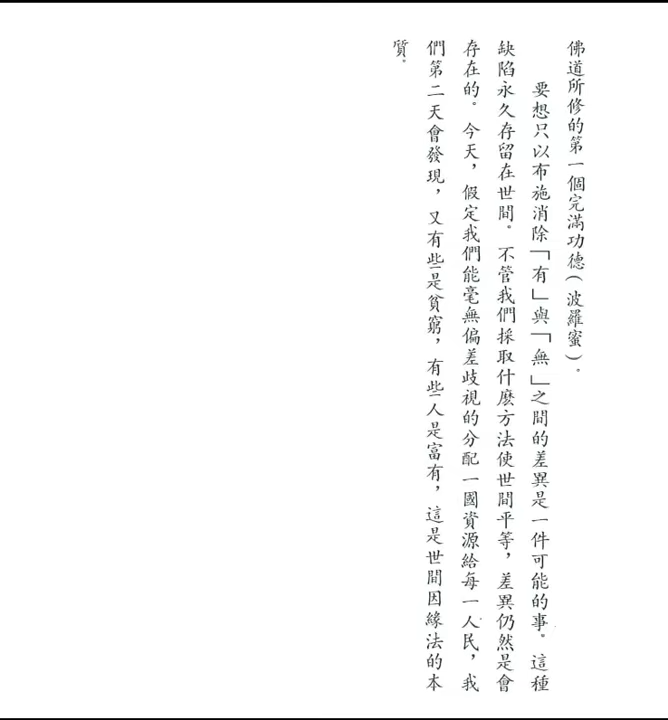 佛道所修的第一個完滿功德(波羅蜜)。
要想只以布施消除「有」與「無」之間的差異是一件可能的事。這種
缺陷永久存留在世間。不管我們採取什麼方法使世間平等，差異仍然是會
存在的。今天，假定我們能毫無偏差歧視的分配一國資源給每一人民，我
們第二天會發現，又有些是貧窮，有些人是富有，這是世間因緣法的本
質。